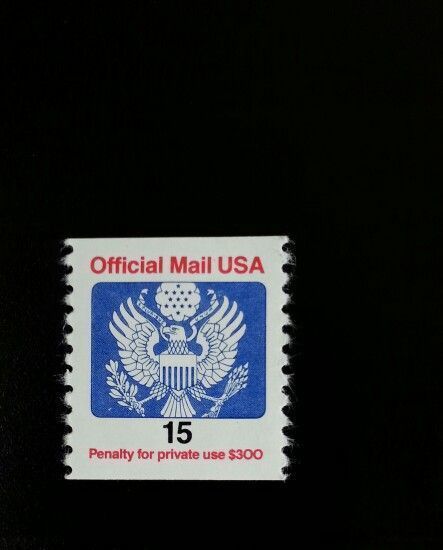 Official Mail USA
15
Penalty for private use $300